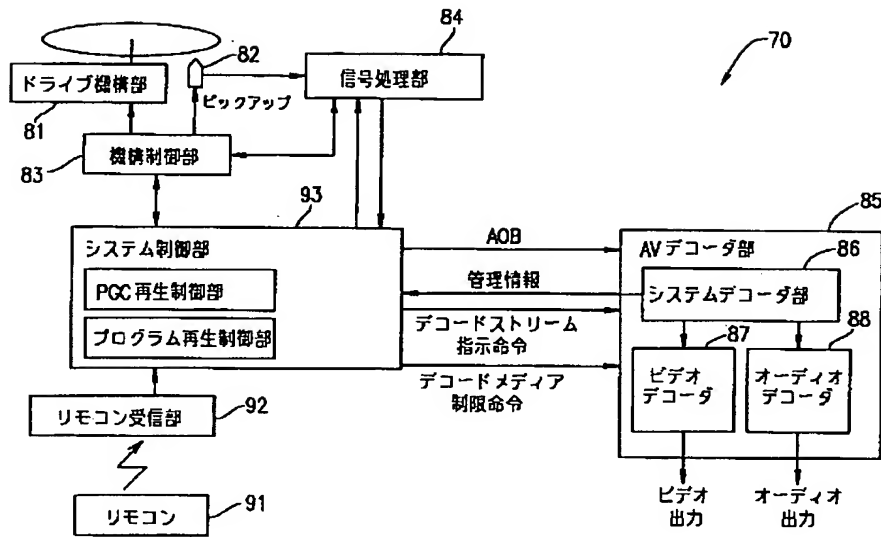 84
70
82
信号処理部
ドライブ機構部
ピックアップ
81
機構制御部
83
93
85
システム制御部
AOB
AVデコーダ部
86
管理情報
PGC再生制御部
システムデコーダ部
デコードストリーム
指示命令
プログラム再生制御部
87
88
デコードメディア
制限命令
ビデオ
デコーダ
オーディオ
デコーダ
リモコン受信部
92
ビデオ
出力
オーディオ
出力
リモコン
91